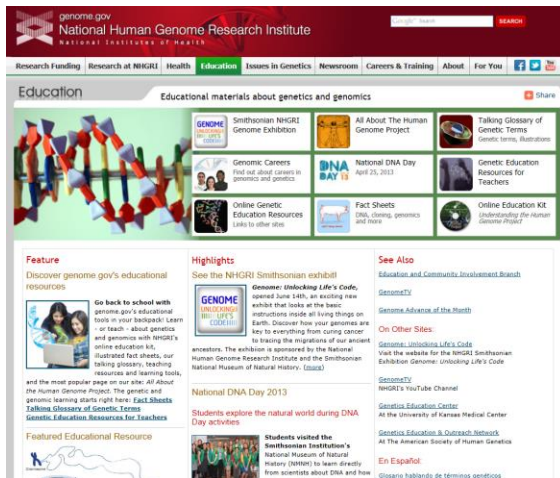 genome.gov
National Human Genome Research Institute
National Institutes of Health
Google™ Search
SEARCH
Research Funding
Research at NHGRI
Health
Education
Issues in Genetics
Newsroom
Careers & Training
About
For You
Education
Educational materials about genetics and genomics
Share
GENOME
UNLOCKING
LIFE'S
CODE
Smithsonian NHGRI
Genome Exhibition
All About The Human
Genome Project
Talking Glossary of
Genetic Terms
Genetic terms, illustrations
Genomic Careers
Find out about careers in
genomics and genetics
DNA
DAY 13
National DNA Day
April 25, 2013
Genetic Education
Resources for
Teachers
Online Genetic
Education Resources
Links to other sites
Fact Sheets
DNA, cloning, genomics
and more
Online Education Kit
Understanding the Human
Genome Project
Feature
Discover genome.gov's educational
resources
Go back to school with
genome.gov's educational
tools in your backpack! Learn
- or teach - about genetics
and genomics with NHGRI's
online education kit,
illustrated fact sheets, our
talking glossary, teaching
resources and learning tools,
and the most popular page on our site: All About
the Human Genome Project. The genetic and
genomic learning starts right here: Fact Sheets
Talking Glossary of Genetic Terms
Genetic Education Resources for Teachers
Featured Educational Resource
Highlights
See the NHGRI Smithsonian exhibit!
GENOME
UNLOCKING
LIFE'S
CODE
Genome: Unlocking Life's Code,
opened June 14th, an exciting new
exhibit that looks at the basic
instructions inside all living things on
Earth. Discover how your genomes are
key to everything from curing cancer
to tracing the migrations of our ancient
ancestors. The exhibion is sponsored by the National
Human Genome Research Institute and the Smithsonian
National Museum of Natural History. (more)
National DNA Day 2013
Students explore the natural world during DNA
Day activities
Students visited the
Smithsonian Institution's
National Museum of Natural
History (NMNH) to learn directly
from scientists about DNA and how
See Also
Education and Community Involvement Branch
GenomeTV
Genome Advance of the Month
On Other Sites:
Genome: Unlocking Life's Code
Visit the website for the NHGRI Smithsonian
Exhibition Genome: Unlocking Life's Code
GenomeTV
NHGRI's YouTube Channel
Genetics Education Center
At the University of Kansas Medical Center
Genetics Education & Outreach Network
At The American Society of Human Genetics
En Español:
Glosario hablando de términos genéticos